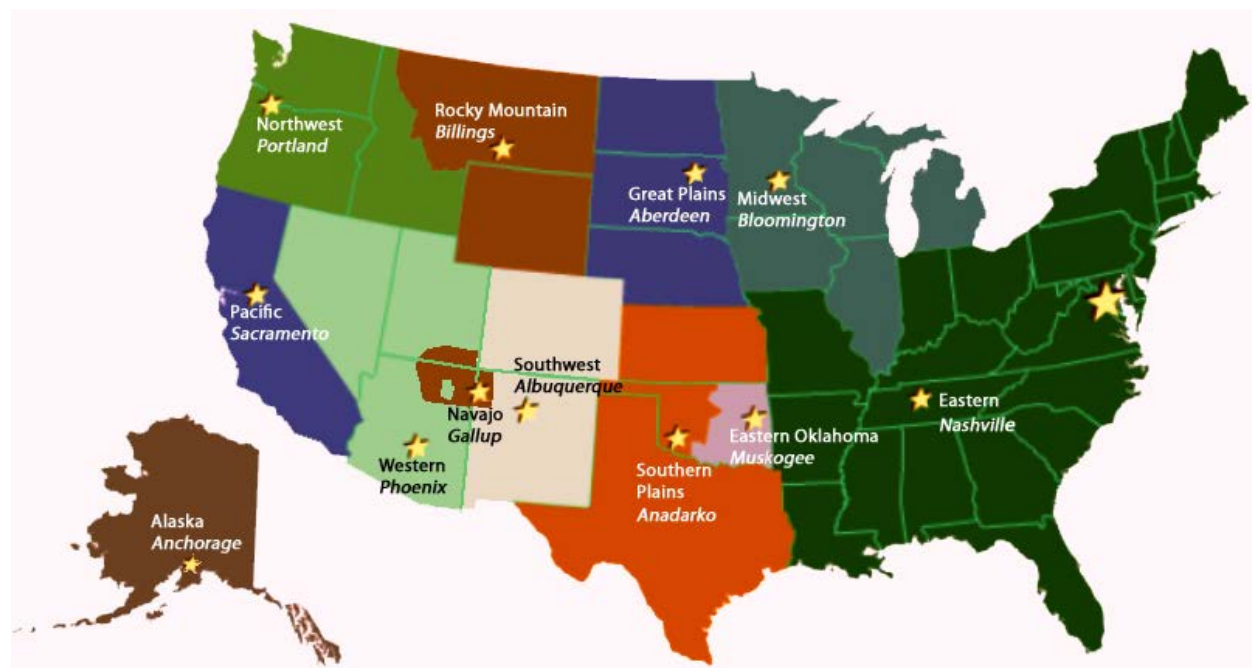 Northwest
Portland
Rocky Mountain
Billings
Great Plains
Aberdeen
Midwest
Bloomington
Pacific
Sacramento
Southwest
Albuquerque
Navajo
Gallup
Western
Phoenix
Eastern Oklahoma
Muskogee
Eastern
Nashville
Southern
Plains
Anadarko
Alaska
Anchorage